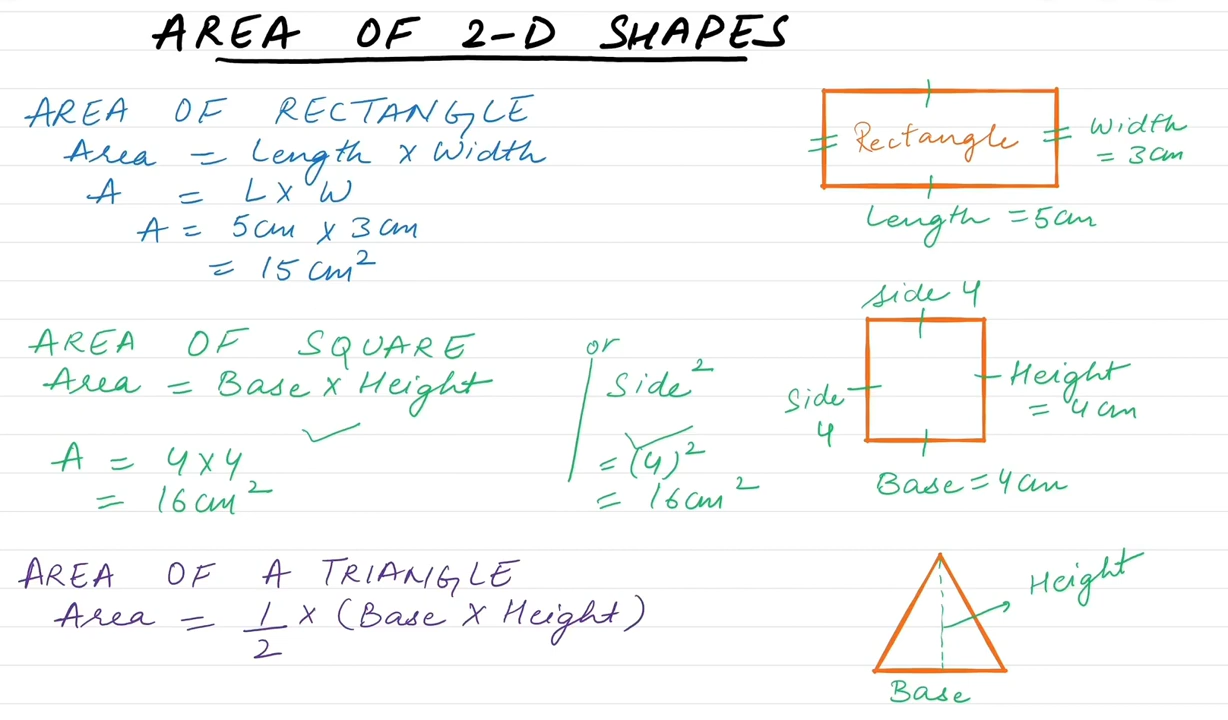 AREA OF 2-D SHAPES
AREA OF RECTANGLE
Area = Length x Width
A = L x W
A = 5cm x 3cm
= 15 cm²
Rectangle
Width
= 3cm
Length = 5cm
AREA OF SQUARE
Area = Base x Height
A = 4x4
= 16cm²
or
Side²
= (4)²
= 16cm²
Side 4
Side
4
Height
= 4cm
Base = 4cm
AREA OF A TRIANGLE
Area = 1/2 x (Base x Height)
Height
Base